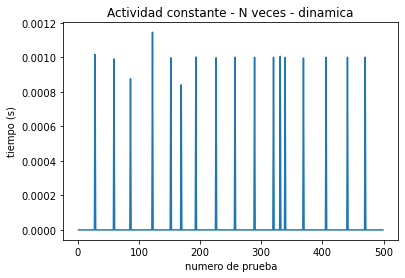 Actividad constante - N veces - dinamica
0.0012
0.0010
0.0008
0.0006
0.0004
0.0002
0.0000
tiempo (s)
0 100 200 300 400 500
numero de prueba